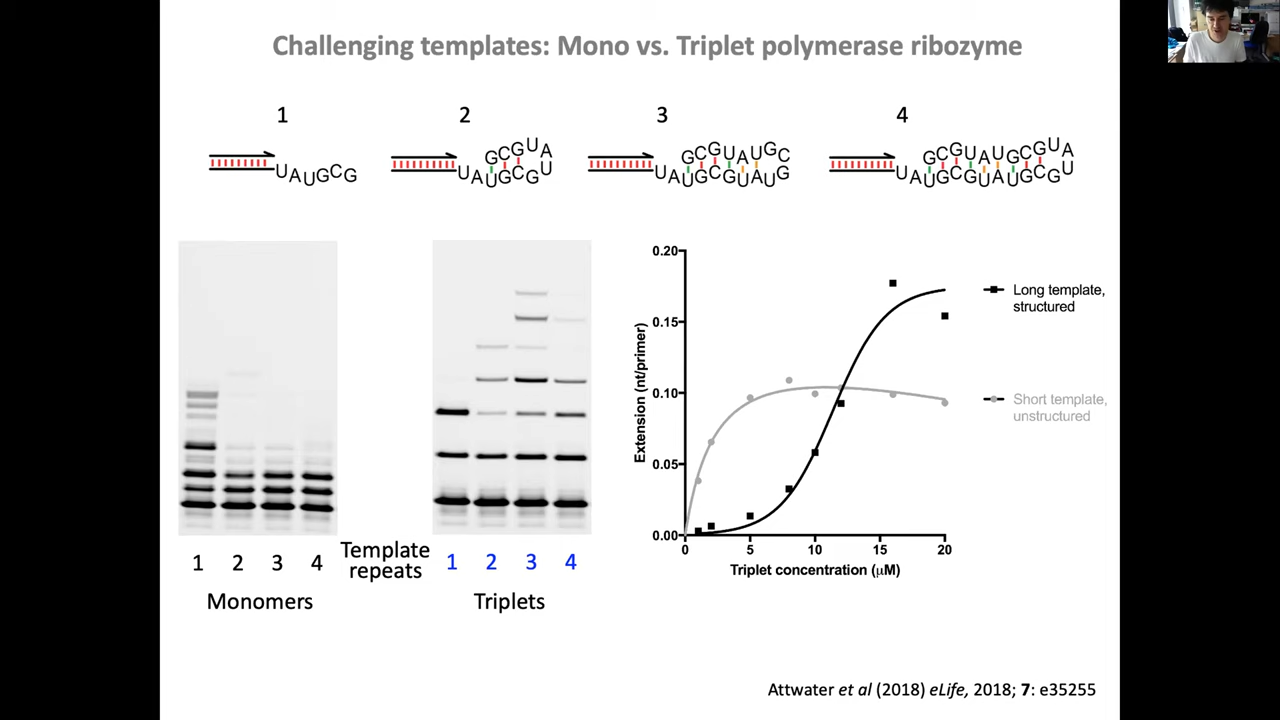 Challenging templates: Mono vs. Triplet polymerase ribozyme
1
2
3
4
UAUGCG
GCGUA
UAUGCGU
GCGUAUGC
UAUGCGUAUG
GCGUAUGCGUA
UAUGCGUAUGCGU
1 2 3 4
Template
repeats
1 2 3 4
Monomers
Triplets
0.20
0.15
0.10
0.05
0.00
0
5
10
15
20
Extension (nt/primer)
Triplet concentration (μM)
Long template,
structured
Short template,
unstructured
Attwater et al (2018) eLife, 2018; 7: e35255